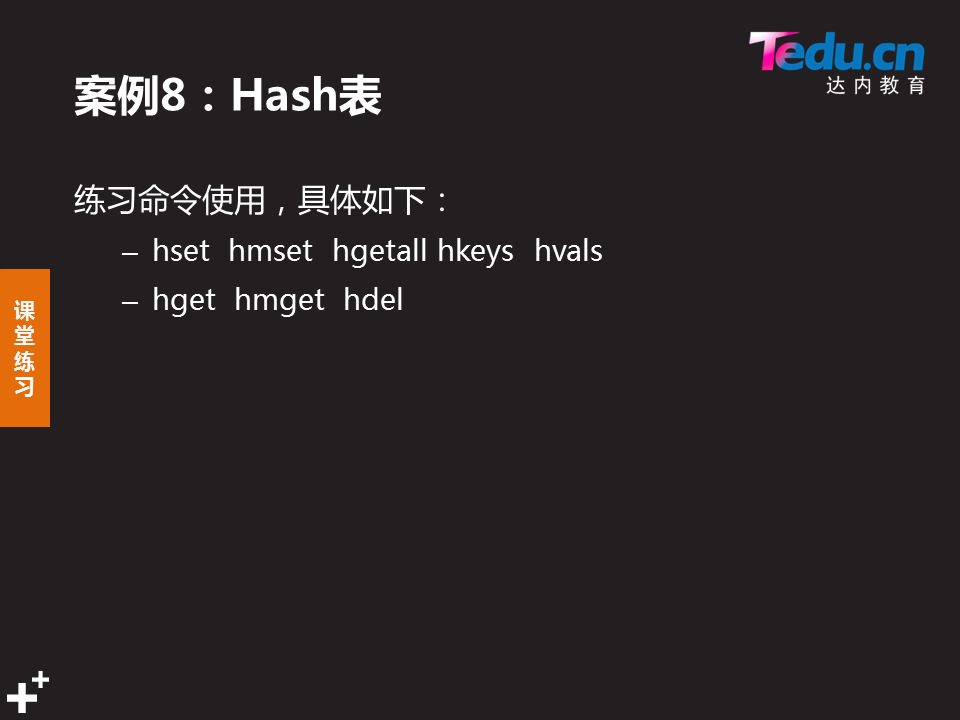 Tedu.cn
达内教育
案例8：Hash表
练习命令使用，具体如下：
– hset hmset hgetall hkeys hvals
– hget hmget hdel
课
堂
练
习